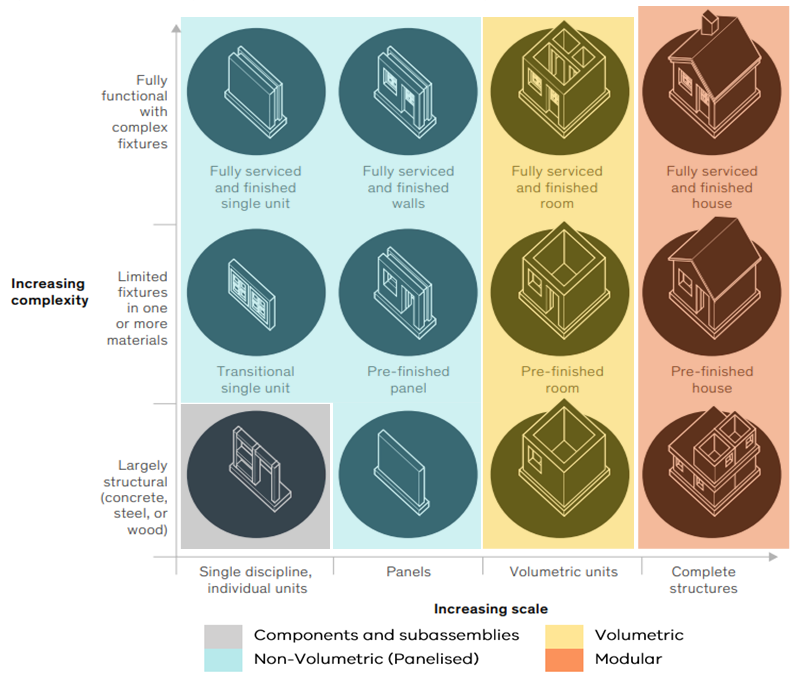 Fully
functional
with
complex
fixtures
Fully serviced
and finished
single unit
Fully serviced
and finished
walls
Fully serviced
and finished
room
Fully serviced
and finished
house
Increasing
complexity
Limited
fixtures
in one
or more
materials
Transitional
single unit
Pre-finished
panel
Pre-finished
room
Pre-finished
house
Largely
structural
(concrete,
steel, or
wood)
Single discipline,
individual units
Panels
Volumetric units
Complete
structures
Increasing scale
Components and subassemblies
Volumetric
Non-Volumetric (Panelised)
Modular